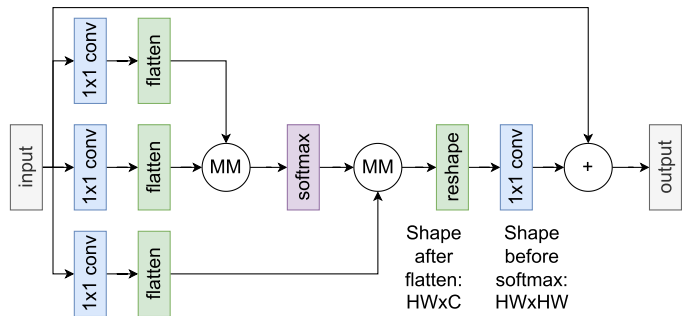 input
1x1 conv
flatten
1x1 conv
flatten
MM
softmax
MM
reshape
1x1 conv
+
output
1x1 conv
flatten
Shape
after
flatten:
HWxC
Shape
before
softmax:
HWxHW